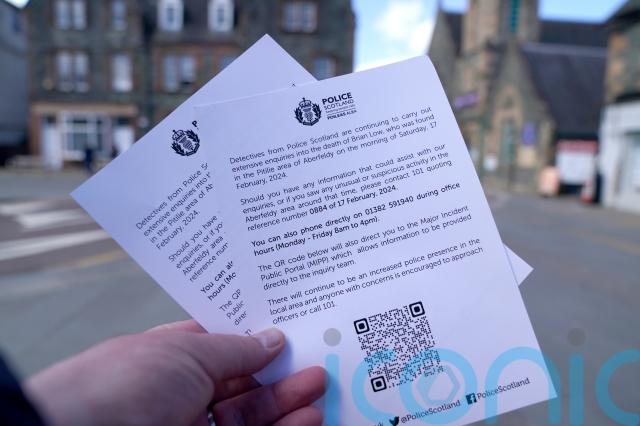 POLICE
SCOTLAND
POILEAS ALBA
Detectives from Police Scotland are continuing to carry out
extensive enquiries into the death of Brian Low, who was found
in the Pitilie area of Aberfeldy on the morning of Saturday, 17
February, 2024.
Should you have any information that could assist with our
enquiries, or if you saw any unusual or suspicious activity in the
Aberfeldy area around that time, please contact 101 quoting
reference number 0884 of 17 February, 2024.
You can also phone directly on 01382 591940 during office
hours (Monday - Friday 8am to 4pm).
The QR code below will also direct you to the Major Incident
Public Portal (MIPP) which allows information to be provided
directly to the inquiry team.
There will continue to be an increased police presence in the
local area and anyone with concerns is encouraged to approach
officers or call 101.
@PoliceScotland PoliceScotland
P
Detectives from Police S
extensive enquiries into t
in the Pitilie area of Ab
February, 2024.
Should you have
enquiries, or if yo
Aberfeldy area
reference num
You can al
hours (Mo
The QR
Public
direc
iconic